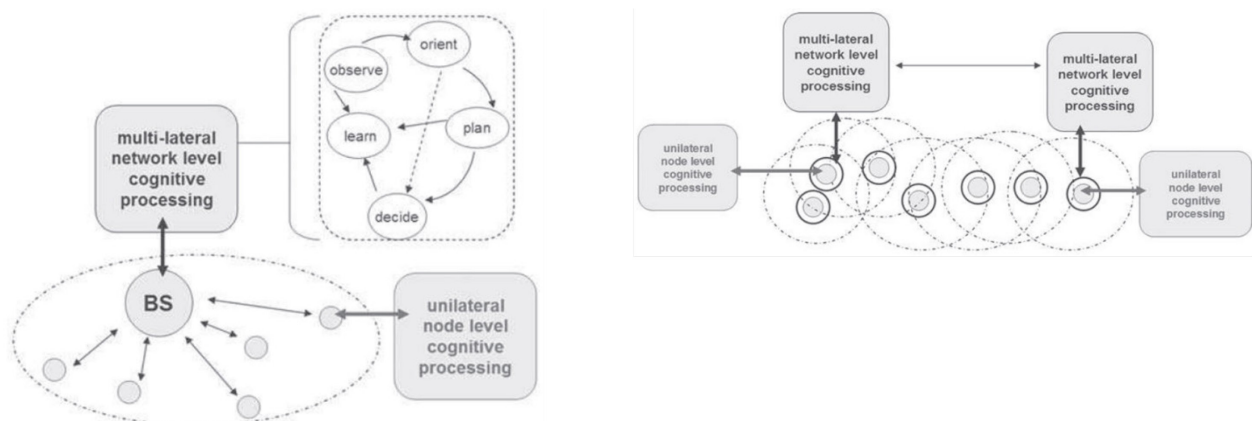 orient
observe
learn
plan
decide
multi-lateral
network level
cognitive
processing
BS
unilateral
node level
cognitive
processing
multi-lateral
network level
cognitive
processing
multi-lateral
network level
cognitive
processing
unilateral
node level
cognitive
processing
unilateral
node level
cognitive
processing